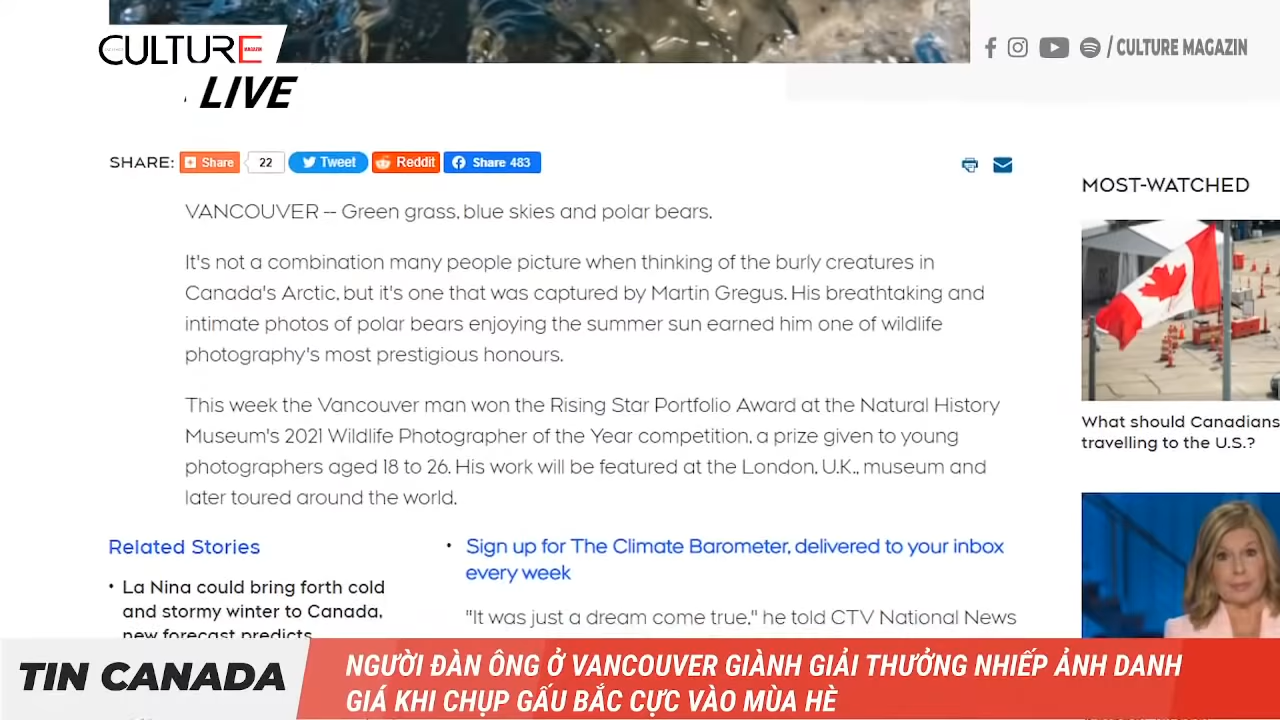 CULTURE
MAGAZIN
LIVE
/ CULTURE MAGAZIN
SHARE:
Share
22
Tweet
Reddit
Share 483
VANCOUVER -- Green grass, blue skies and polar bears.
It's not a combination many people picture when thinking of the burly creatures in
Canada's Arctic, but it's one that was captured by Martin Gregus. His breathtaking and
intimate photos of polar bears enjoying the summer sun earned him one of wildlife
photography's most prestigious honours.
This week the Vancouver man won the Rising Star Portfolio Award at the Natural History
Museum's 2021 Wildlife Photographer of the Year competition, a prize given to young
photographers aged 18 to 26. His work will be featured at the London, U.K., museum and
later toured around the world.
Related Stories
• La Nina could bring forth cold
and stormy winter to Canada,
new forecast predicts
• Sign up for The Climate Barometer, delivered to your inbox
every week
"It was just a dream come true," he told CTV National News
MOST-WATCHED
What should Canadians
travelling to the U.S.?
TIN CANADA
NGƯỜI ĐÀN ÔNG Ở VANCOUVER GIÀNH GIẢI THƯỞNG NHIẾP ẢNH DANH
GIÁ KHI CHỤP GẤU BẮC CỰC VÀO MÙA HÈ